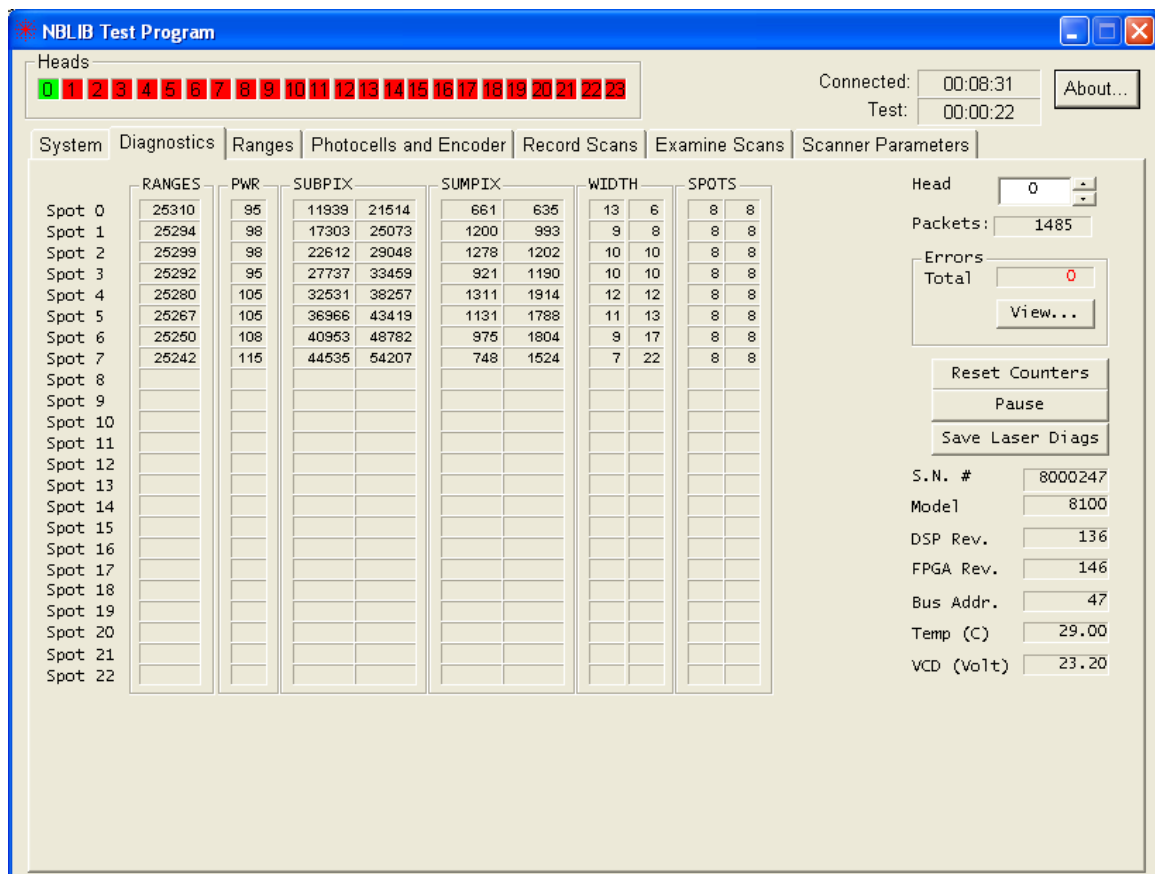 NBLIB Test Program
Heads
0 1 2 3 4 5 6 7 8 9 10 11 12 13 14 15 16 17 18 19 20 21 22 23
Connected: 00:08:31
Test: 00:00:22
About...
System Diagnostics Ranges Photocells and Encoder Record Scans Examine Scans Scanner Parameters
RANGES PWR SUBPIX SUMPIX WIDTH SPOTS
Spot 0 25310 95 11939 21514 661 635 13 6 8 8
Spot 1 25294 98 17303 25073 1200 993 9 8 8 8
Spot 2 25299 98 22612 29048 1278 1202 10 10 8 8
Spot 3 25292 95 27737 33459 921 1190 10 10 8 8
Spot 4 25280 105 32531 38257 1311 1914 12 12 8 8
Spot 5 25267 105 36966 43419 1131 1788 11 13 8 8
Spot 6 25250 108 40953 48782 975 1804 9 17 8 8
Spot 7 25242 115 44535 54207 748 1524 7 22 8 8
Spot 8
Spot 9
Spot 10
Spot 11
Spot 12
Spot 13
Spot 14
Spot 15
Spot 16
Spot 17
Spot 18
Spot 19
Spot 20
Spot 21
Spot 22
Head 0
Packets: 1485
Errors
Total 0
View...
Reset Counters
Pause
Save Laser Diags
S.N. # 8000247
Model 8100
DSP Rev. 136
FPGA Rev. 146
Bus Addr. 47
Temp (C) 29.00
VCD (Volt) 23.20